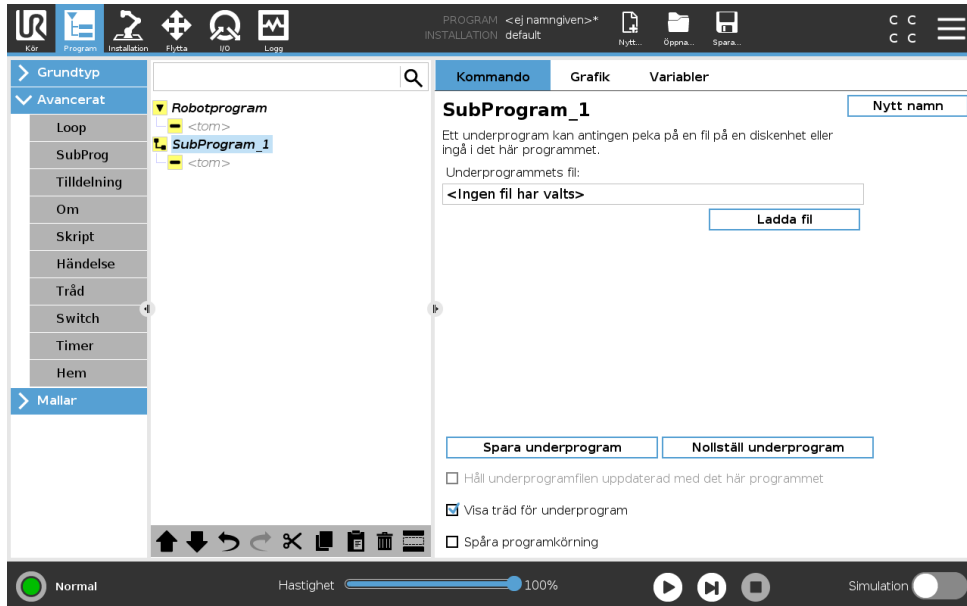 UR
PROGRAM <ej namngiven>*
INSTALLATION default
C C
C C
Kör
Program
Installation
Flytta
I/O
Logg
Nytt...
Öppna...
Spara...
Grundtyp
Avancerat
Loop
SubProg
Tilldelning
Om
Skript
Händelse
Tråd
Switch
Timer
Hem
Mallar
Robotprogram
<tom>
SubProgram_1
<tom>
Kommando
Grafik
Variabler
SubProgram_1
Nytt namn
Ett underprogram kan antingen peka på en fil på en diskenhet eller
ingå i det här programmet.
Underprogrammets fil:
<Ingen fil har valts>
Ladda fil
Spara underprogram
Nollställ underprogram
Håll underprogramfilen uppdaterad med det här programmet
Visa träd för underprogram
Spåra programkörning
Normal
Hastighet
100%
Simulation